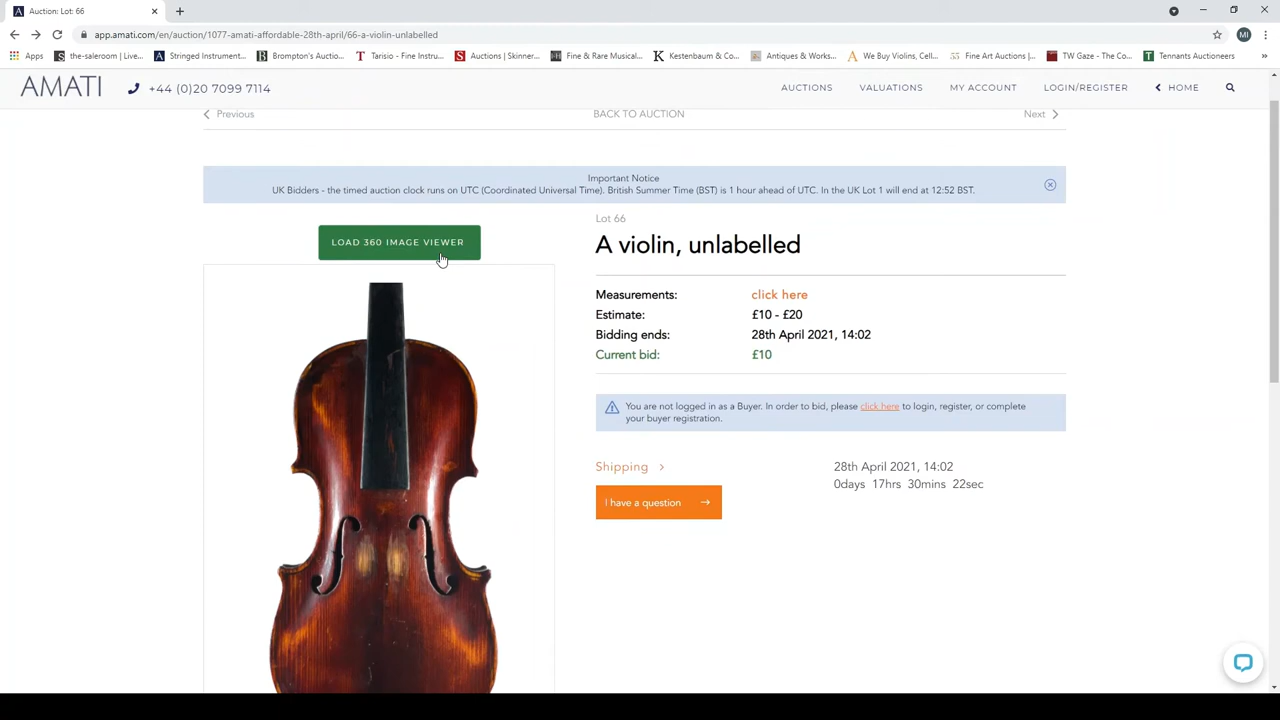 Auction: Lot: 66
app.amati.com/en/auction/1077-amati-affordable-28th-april/66-a-violin-unlabelled
MI
Apps
the-saleroom | Live...
Stringed Instrument...
Brompton's Auctio...
Tarisio - Fine Instru...
Auctions | Skinner...
Fine & Rare Musical...
Kestenbaum & Co...
Antiques & Works...
We Buy Violins, Cell...
Fine Art Auctions |...
TW Gaze - The Co...
Tennants Auctioneers
AMATI
+44 (0)20 7099 7114
AUCTIONS
VALUATIONS
MY ACCOUNT
LOGIN/REGISTER
HOME
Previous
BACK TO AUCTION
Next
Important Notice
UK Bidders - the timed auction clock runs on UTC (Coordinated Universal Time). British Summer Time (BST) is 1 hour ahead of UTC. In the UK Lot 1 will end at 12:52 BST.
LOAD 360 IMAGE VIEWER
Lot 66
A violin, unlabelled
Measurements: click here
Estimate: £10 - £20
Bidding ends: 28th April 2021, 14:02
Current bid: £10
You are not logged in as a Buyer. In order to bid, please click here to login, register, or complete
your buyer registration.
Shipping
28th April 2021, 14:02
0days 17hrs 30mins 22sec
I have a question